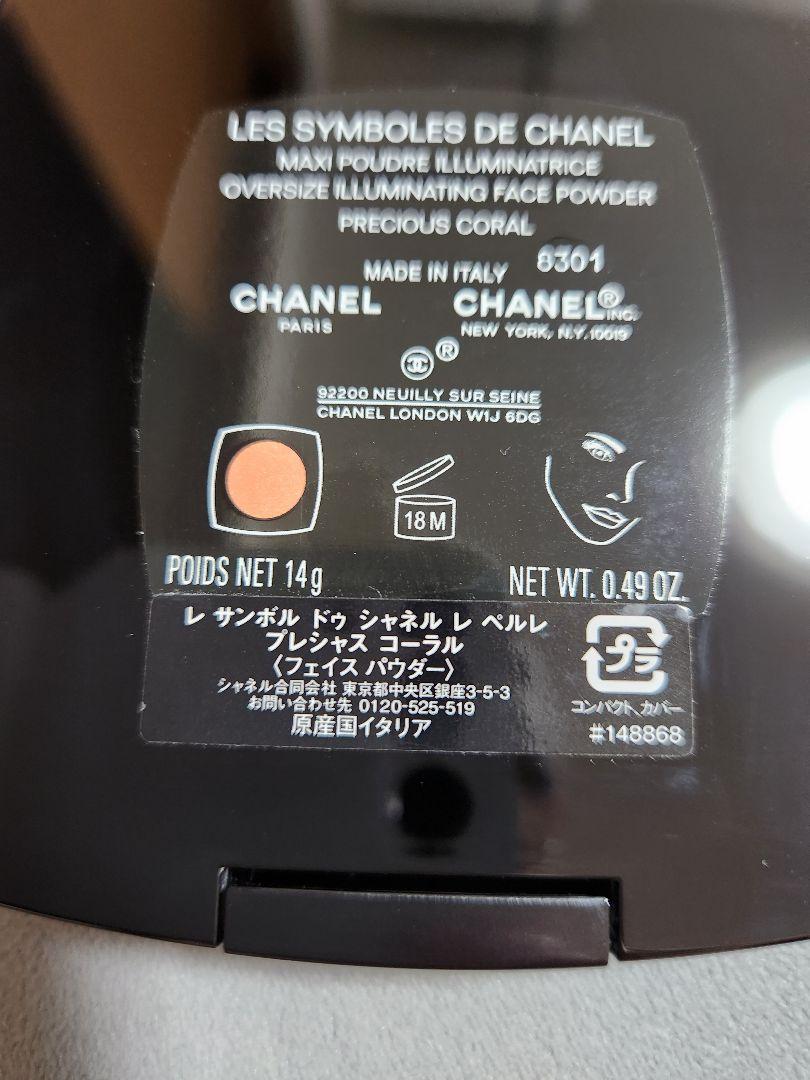 LES SYMBOLES DE CHANEL
MAXI POUDRE ILLUMINATRICE
OVERSIZE ILLUMINATING FACE POWDER
PRECIOUS CORAL
MADE IN ITALY 8301
CHANEL CHANEL® INC.
PARIS NEW YORK, N.Y. 10019
®
92200 NEUILLY SUR SEINE
CHANEL LONDON W1J 6DG
18 M
POIDS NET 14g NET WT. 0.49 OZ.
レ サンボル ドゥ シャネル レ ペルレ
プレシャス コーラル
〈フェイス パウダー〉
シャネル合同会社 東京都中央区銀座3-5-3
お問い合わせ先 0120-525-519
原産国イタリア
プラ
コンパクト、カバー
#148868